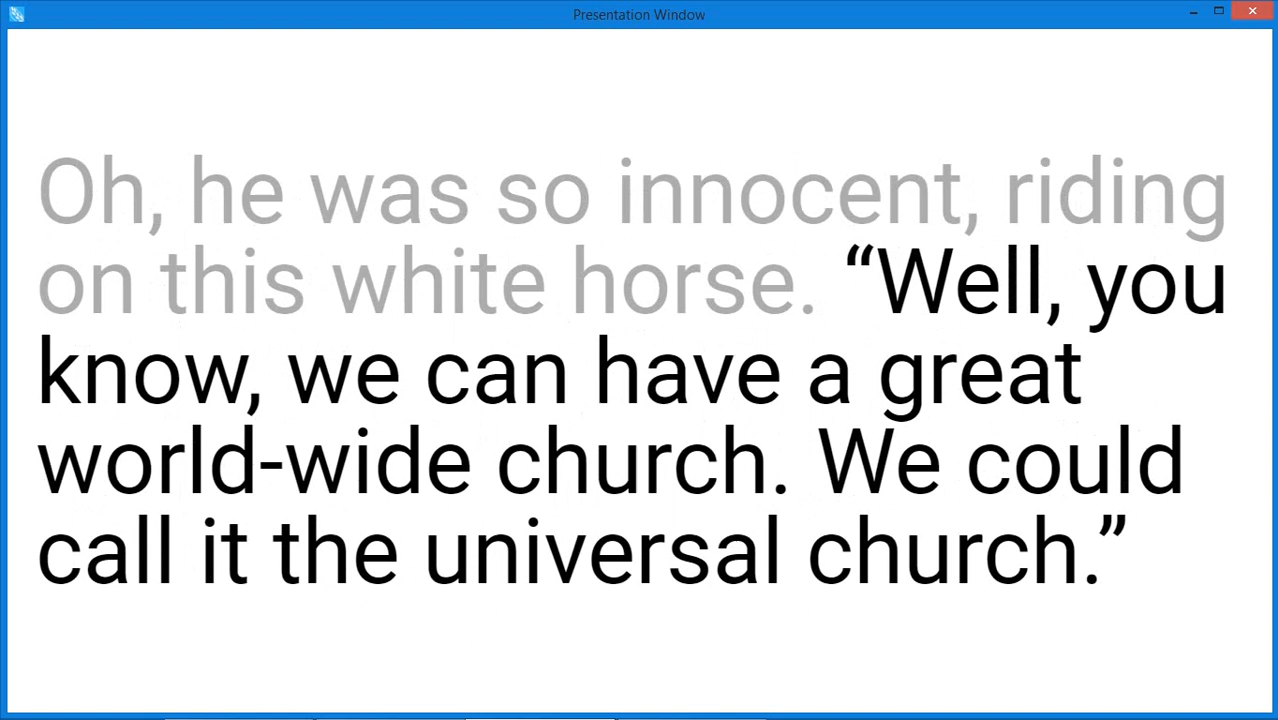 Presentation Window
Oh, he was so innocent, riding
on this white horse. “Well, you
know, we can have a great
world-wide church. We could
call it the universal church.”